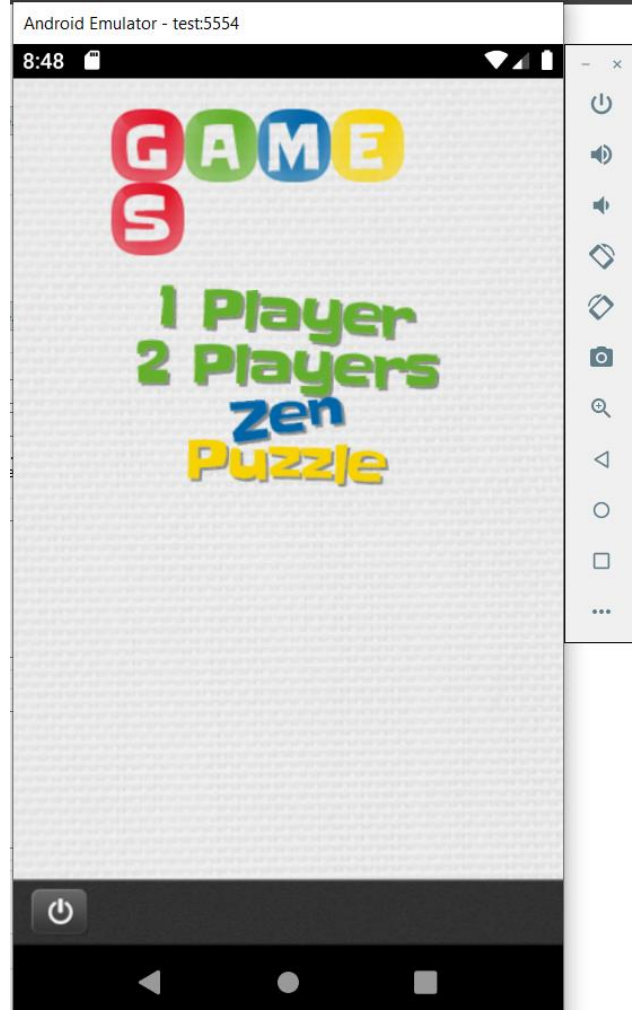 Android Emulator - test:5554
8:48
GAME
S
1 Player
2 Players
Zen
Puzzle